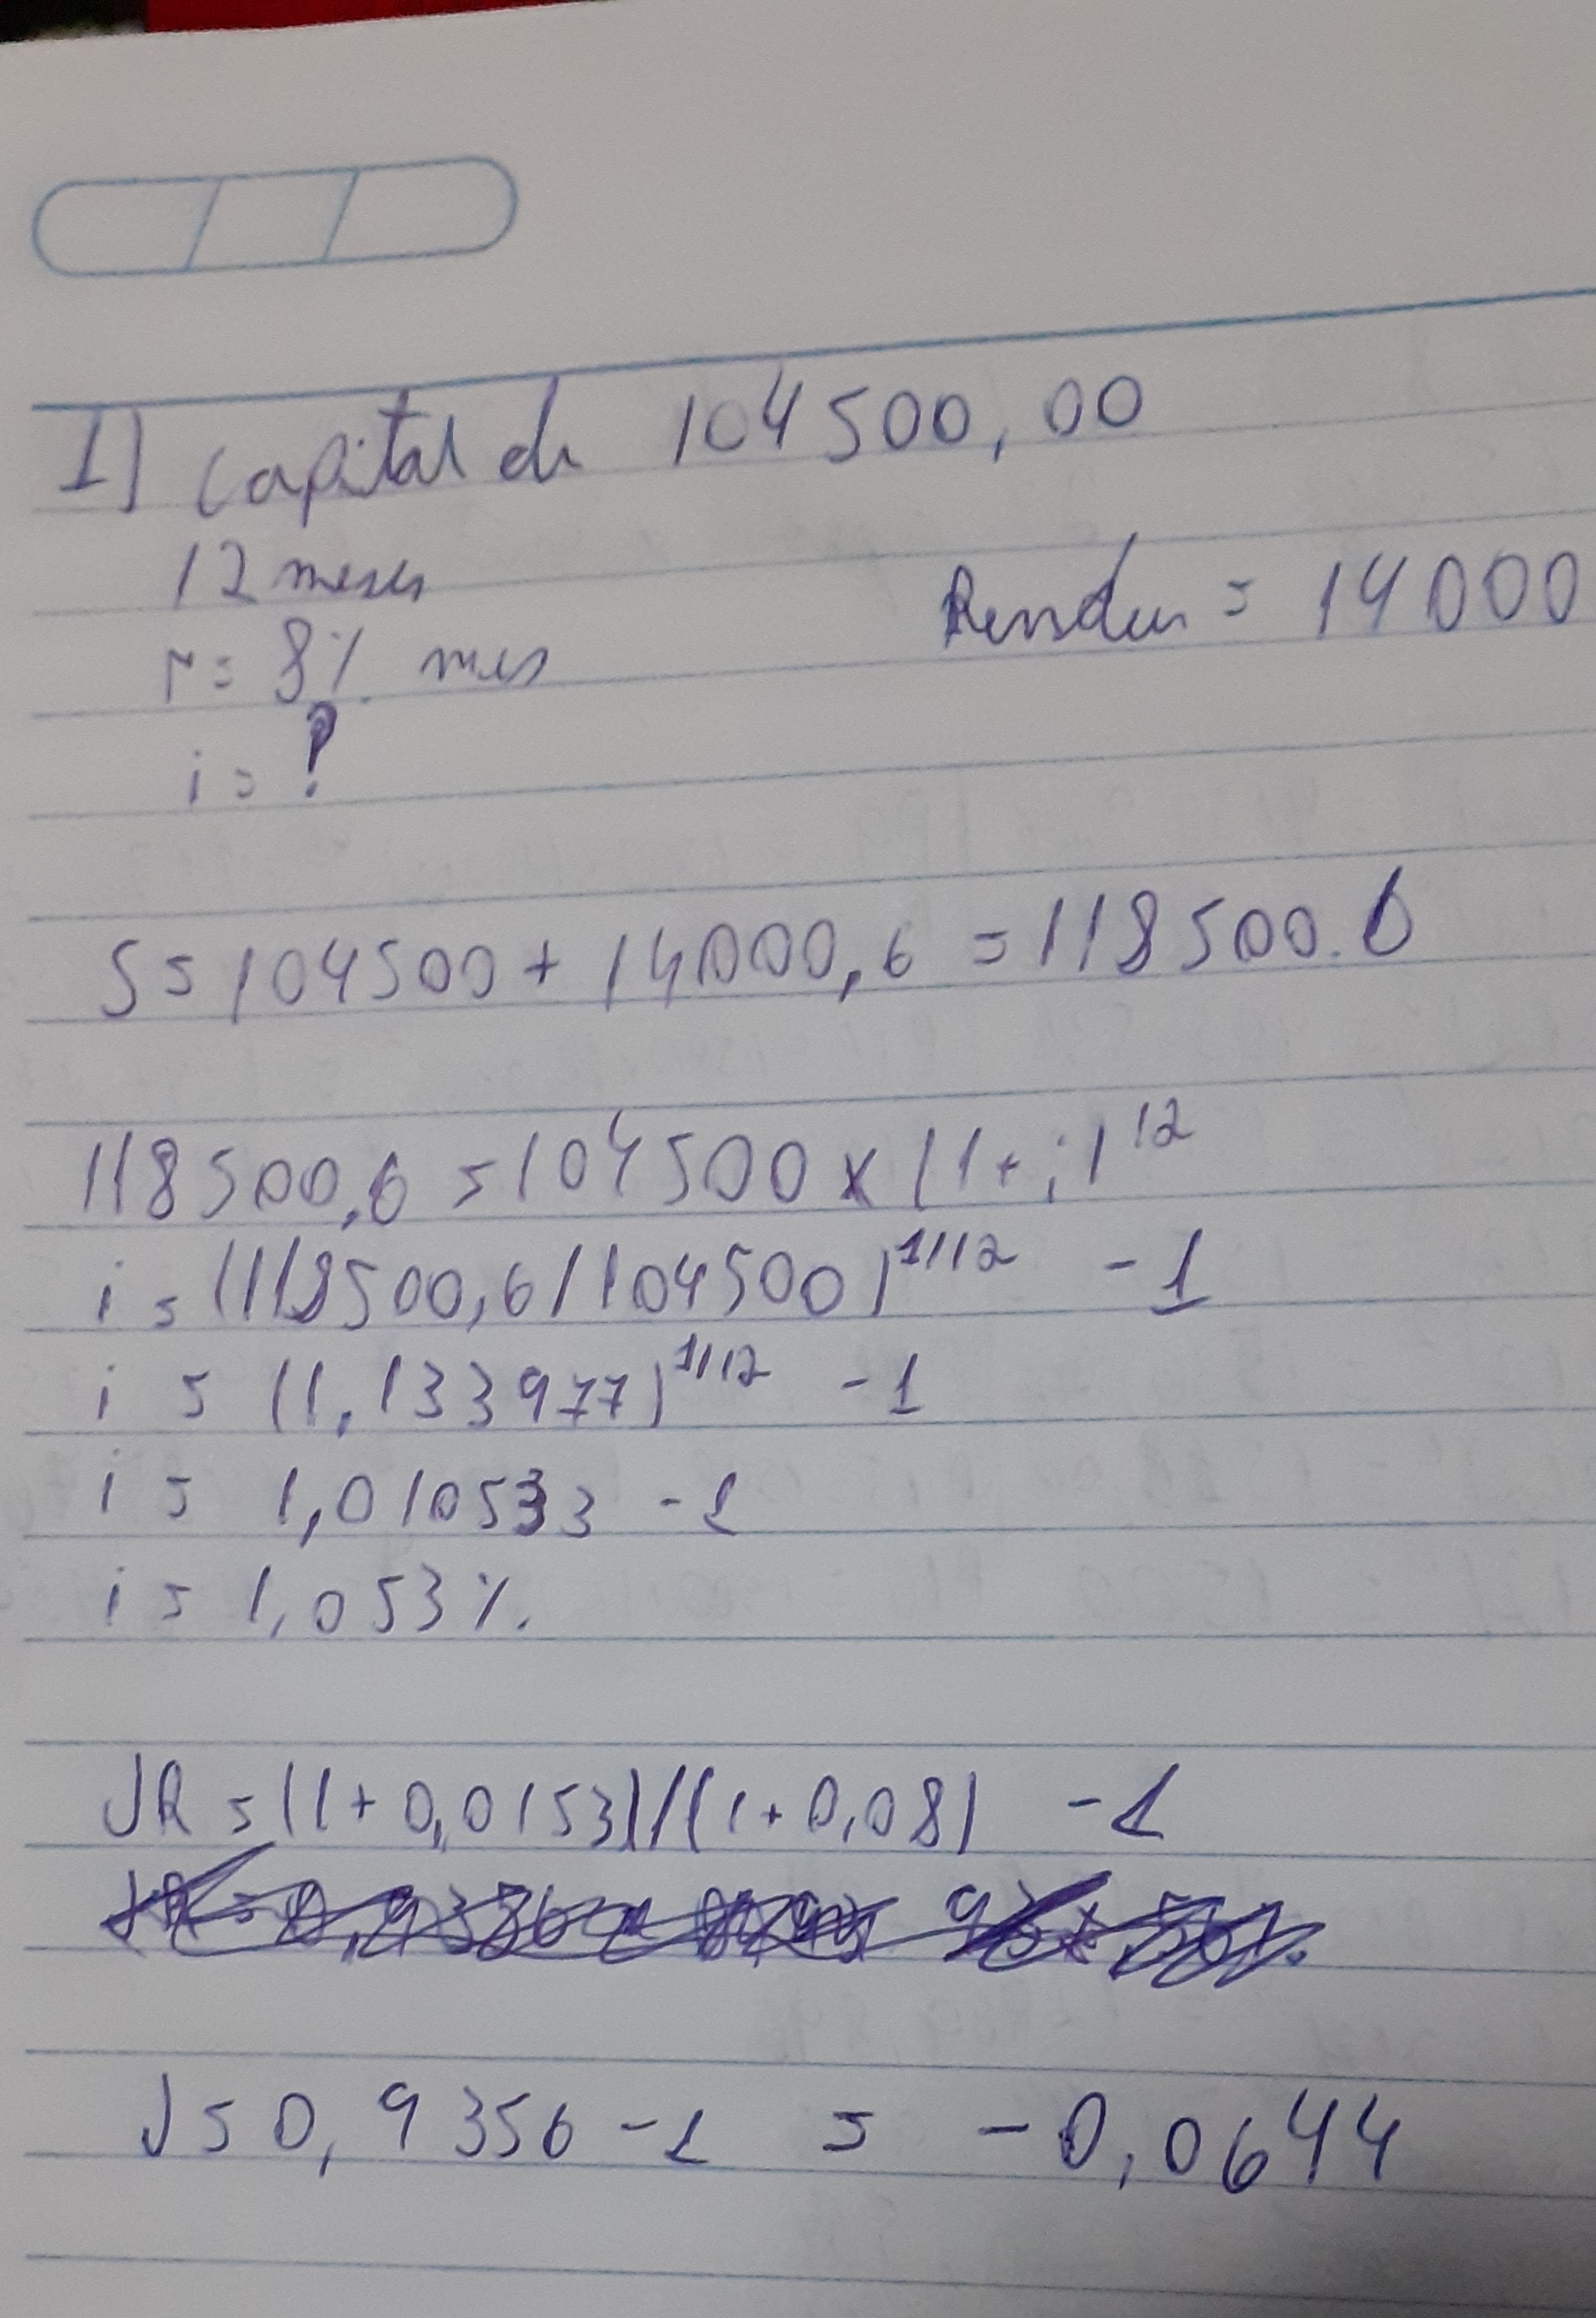 1) Capital de 104500,00
12 meses
Rendeu = 14000
r = 8% mes
i = ?
S = 104500 + 14000,6 = 118500.6
118500,6 = 104500 x (1+i)^12
i = (118500,6/104500)^1/12 - 1
i = (1,133977)^1/12 - 1
i = 1,010533 - 1
i = 1,053%.
JR = (1+0,0153)/(1+0,08) - 1
J = 0,9356 - 1 = -0,0644